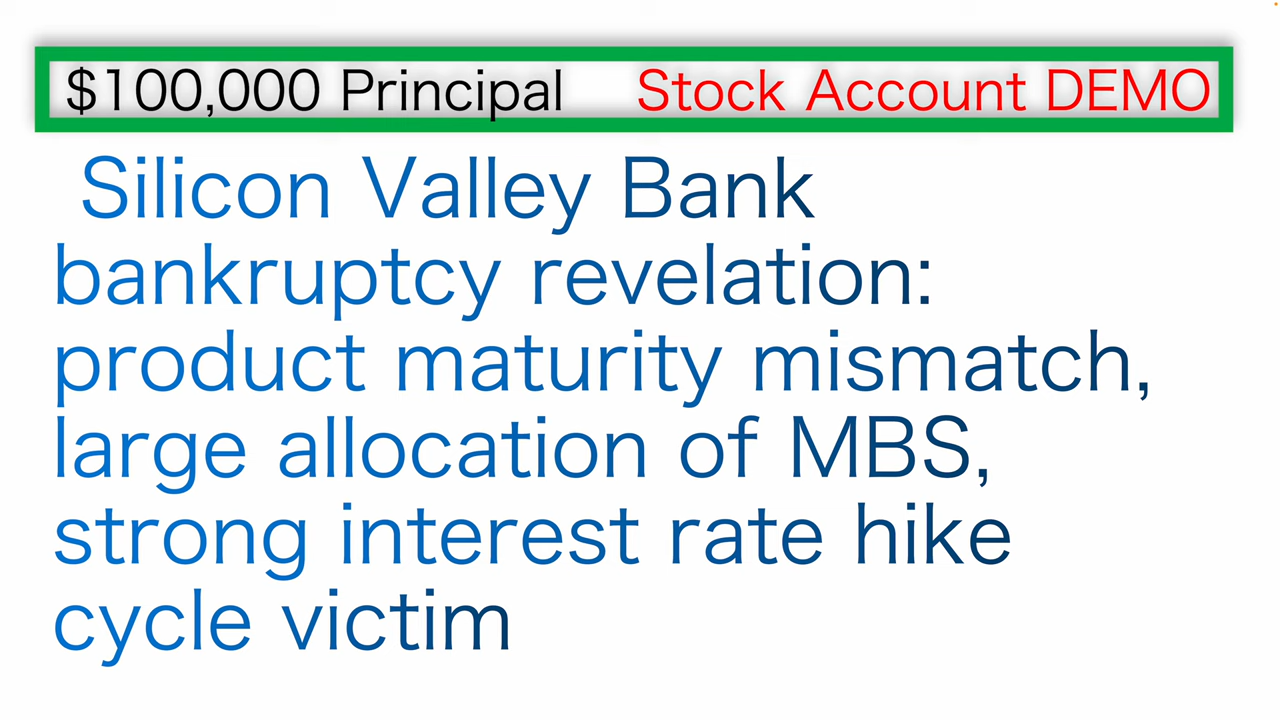 $100,000 Principal Stock Account DEMO
Silicon Valley Bank
bankruptcy revelation:
product maturity mismatch,
large allocation of MBS,
strong interest rate hike
cycle victim